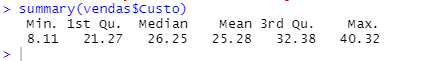 > summary(vendas$Custo)
Min. 1st Qu. Median Mean 3rd Qu. Max.
8.11 21.27 26.25 25.28 32.38 40.32
>